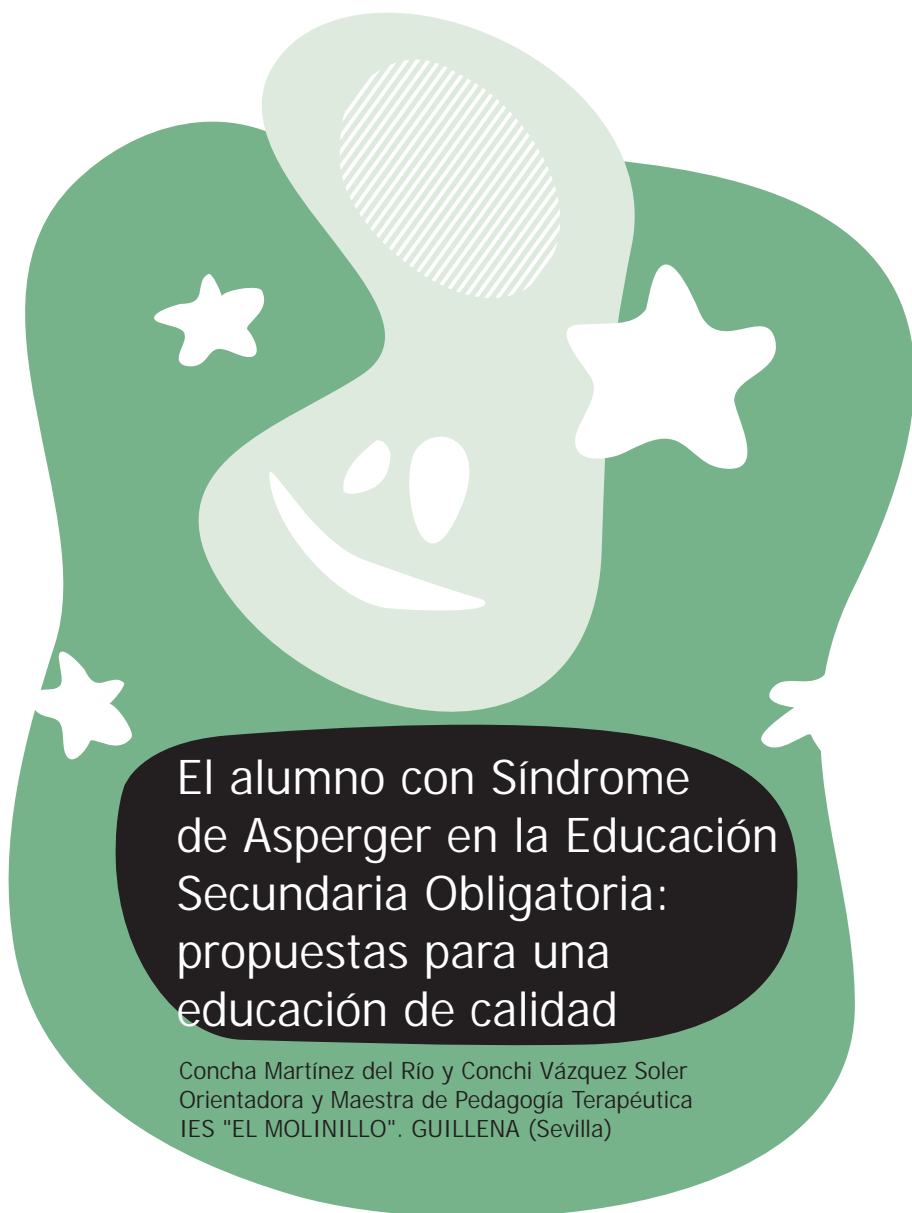 El alumno con Síndrome
de Asperger en la Educación
Secundaria Obligatoria:
propuestas para una
educación de calidad
Concha Martínez del Río y Conchi Vázquez Soler
Orientadora y Maestra de Pedagogía Terapéutica
IES "EL MOLINILLO". GUILLENA (Sevilla)